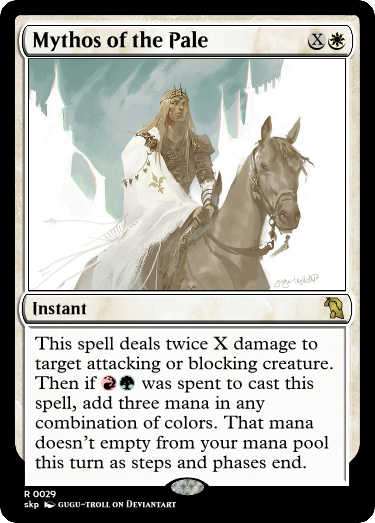 Mythos of the Pale
X
Instant
This spell deals twice X damage to
target attacking or blocking creature.
Then if was spent to cast this
spell, add three mana in any
combination of colors. That mana
doesn't empty from your mana pool
this turn as steps and phases end.
R 0029
skp GUGU-TROLL ON DEVIANTART